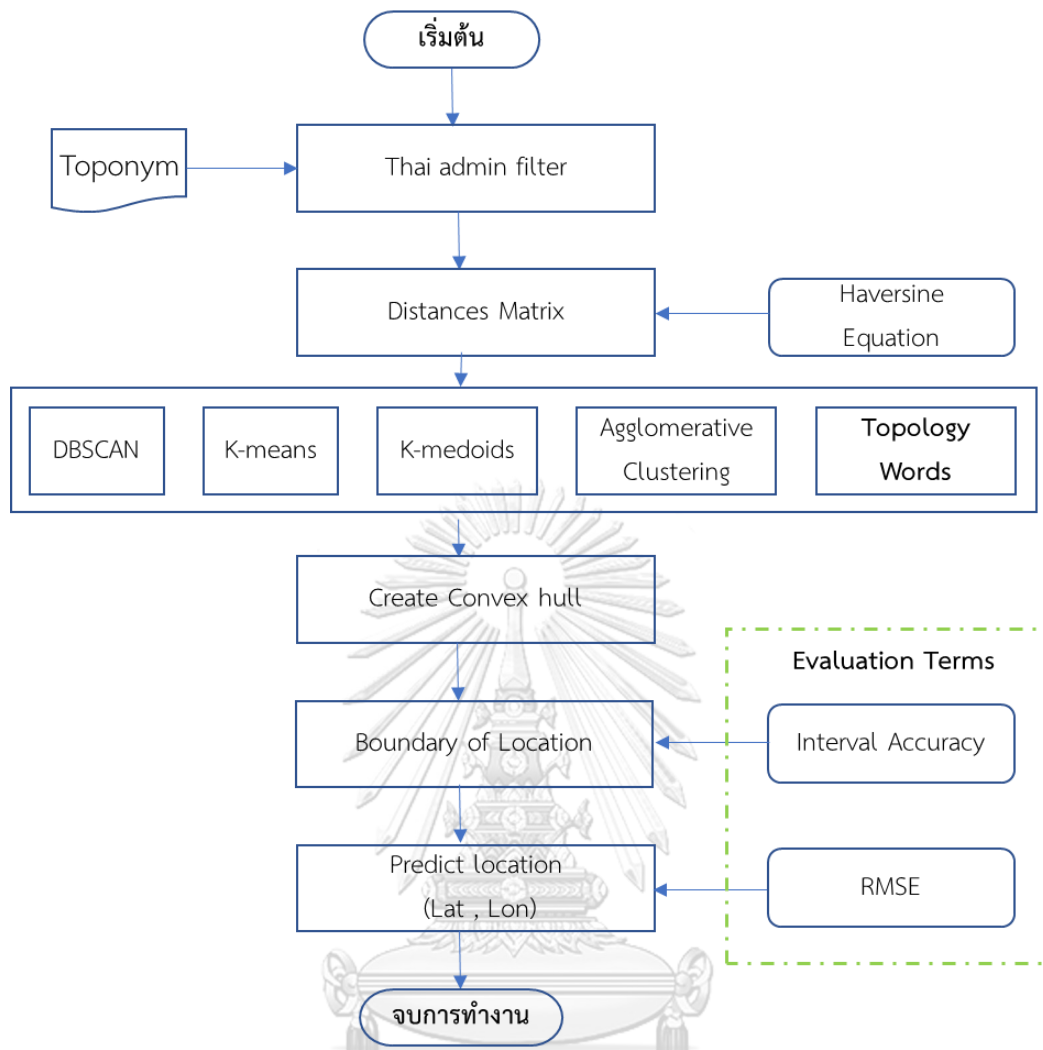 เริ่มต้น
Toponym
Thai admin filter
Distances Matrix
Haversine
Equation
DBSCAN
K-means
K-medoids
Agglomerative
Clustering
Topology
Words
Create Convex hull
Evaluation Terms
Boundary of Location
Interval Accuracy
Predict location
(Lat , Lon)
RMSE
จบการทำงาน